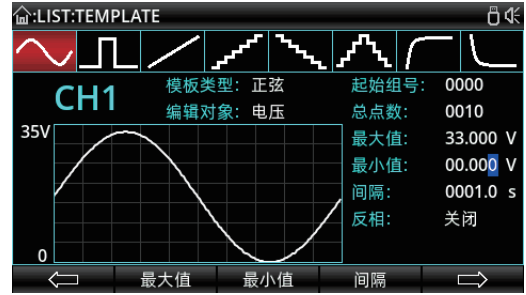 :LIST:TEMPLATE
CH1
模板类型: 正弦
编辑对象: 电压
起始组号: 0000
总点数: 0010
最大值: 33.000 V
最小值: 00.000 V
间隔: 0001.0 s
反相: 关闭
35V
0
最大值 最小值 间隔